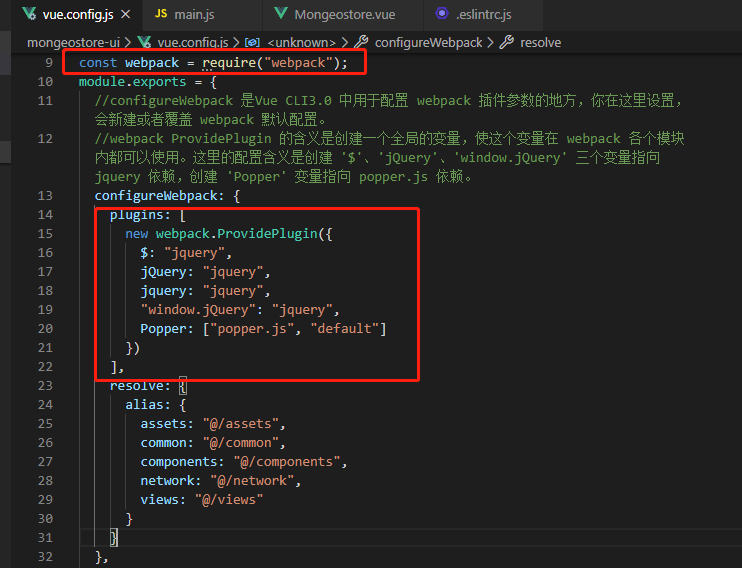 vue.config.js
JS main.js
Mongeostore.vue
.eslintrc.js
mongeostore-ui > vue.config.js > <unknown> > configureWebpack > resolve
9 const webpack = require("webpack");
10 module.exports = {
11 //configureWebpack 是Vue CLI3.0 中用于配置 webpack 插件参数的地方，你在这里设置，
会新建或者覆盖 webpack 默认配置。
12 //webpack ProvidePlugin 的含义是创建一个全局的变量，使这个变量在 webpack 各个模块
内都可以使用。这里的配置含义是创建 '$'、'jQuery'、'window.jQuery' 三个变量指向
jquery 依赖，创建 'Popper' 变量指向 popper.js 依赖。
13 configureWebpack: {
14 plugins: [
15 new webpack.ProvidePlugin({
16 $: "jquery",
17 jQuery: "jquery",
18 jquery: "jquery",
19 "window.jQuery": "jquery",
20 Popper: ["popper.js", "default"]
21 })
22 ],
23 resolve: {
24 alias: {
25 assets: "@/assets",
26 common: "@/common",
27 components: "@/components",
28 network: "@/network",
29 views: "@/views"
30 }
31 }
32 },